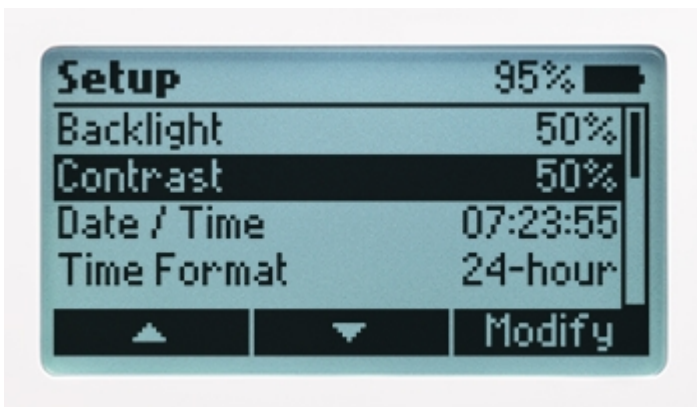 Setup 95%
Backlight 50%
Contrast 50%
Date / Time 07:23:55
Time Format 24-hour
Modify